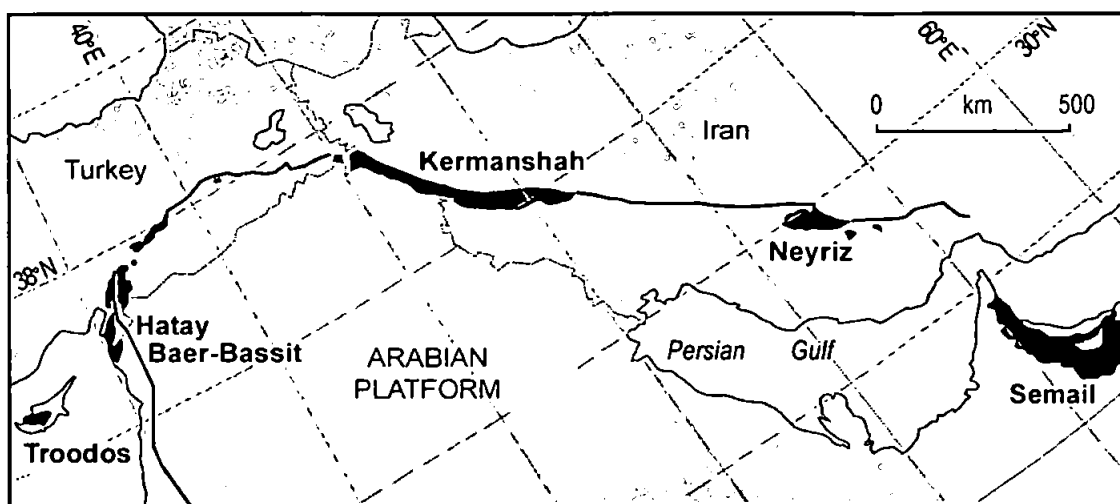 40°E
60°E
30°N
0 km 500
Iran
Turkey
Kermanshah
38°N
Neyriz
Hatay
Baer-Bassit
ARABIAN
PLATFORM
Persian Gulf
Semail
Troodos